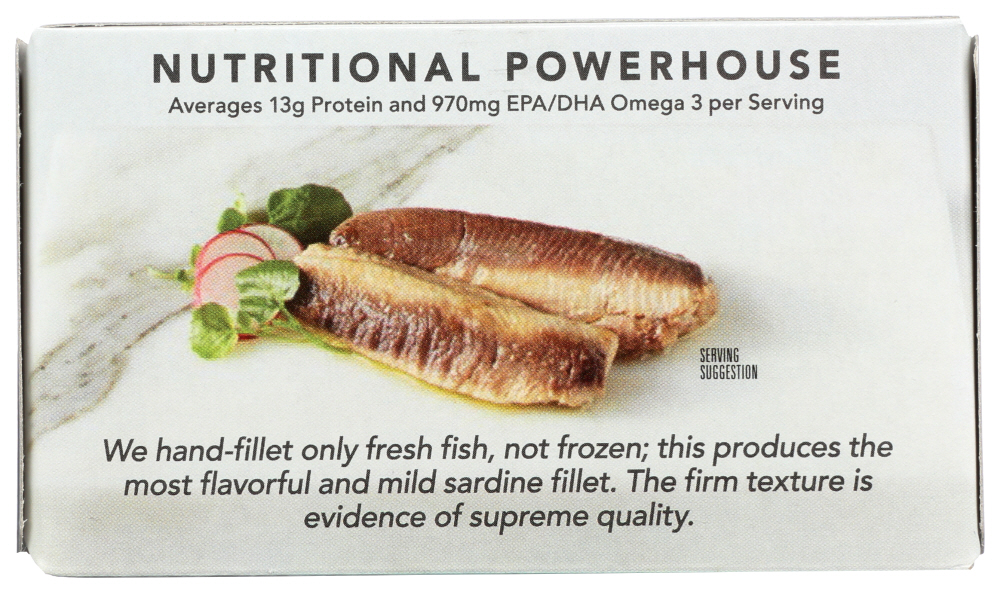 NUTRITIONAL POWERHOUSE
Averages 13g Protein and 970mg EPA/DHA Omega 3 per Serving
SERVING
SUGGESTION
We hand-fillet only fresh fish, not frozen; this produces the
most flavorful and mild sardine fillet. The firm texture is
evidence of supreme quality.